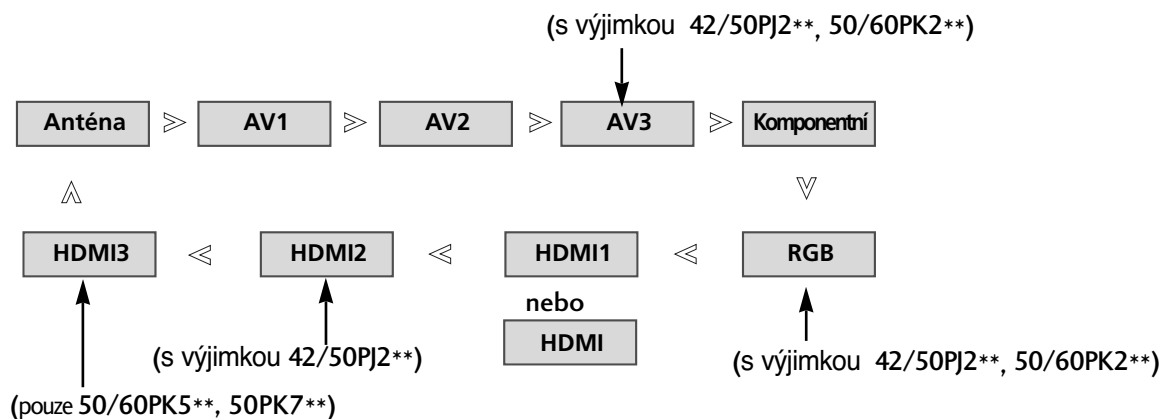 (s výjimkou 42/50PJ2**, 50/60PK2**)
Anténa
AV1
AV2
AV3
Komponentní
HDMI3
HDMI2
HDMI1
RGB
nebo
HDMI
(s výjimkou 42/50PJ2**)
(s výjimkou 42/50PJ2**, 50/60PK2**)
(pouze 50/60PK5**, 50PK7**)